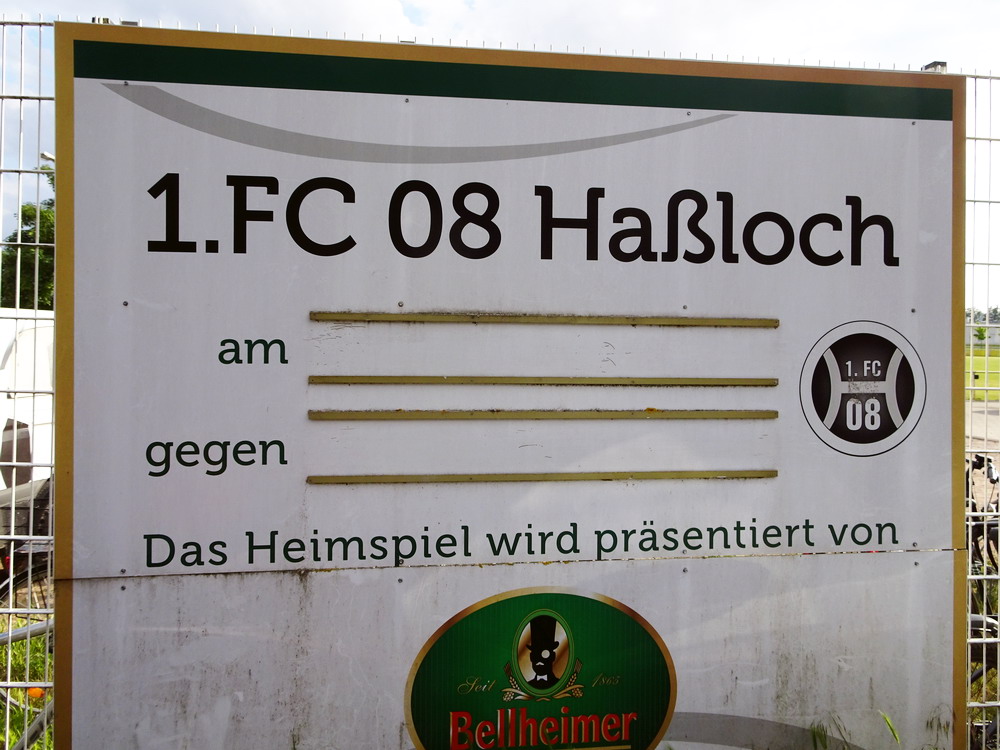 1.FC 08 Haßloch
am
gegen
1. FC
08
Das Heimspiel wird präsentiert von
Seit 1865
Bellheimer